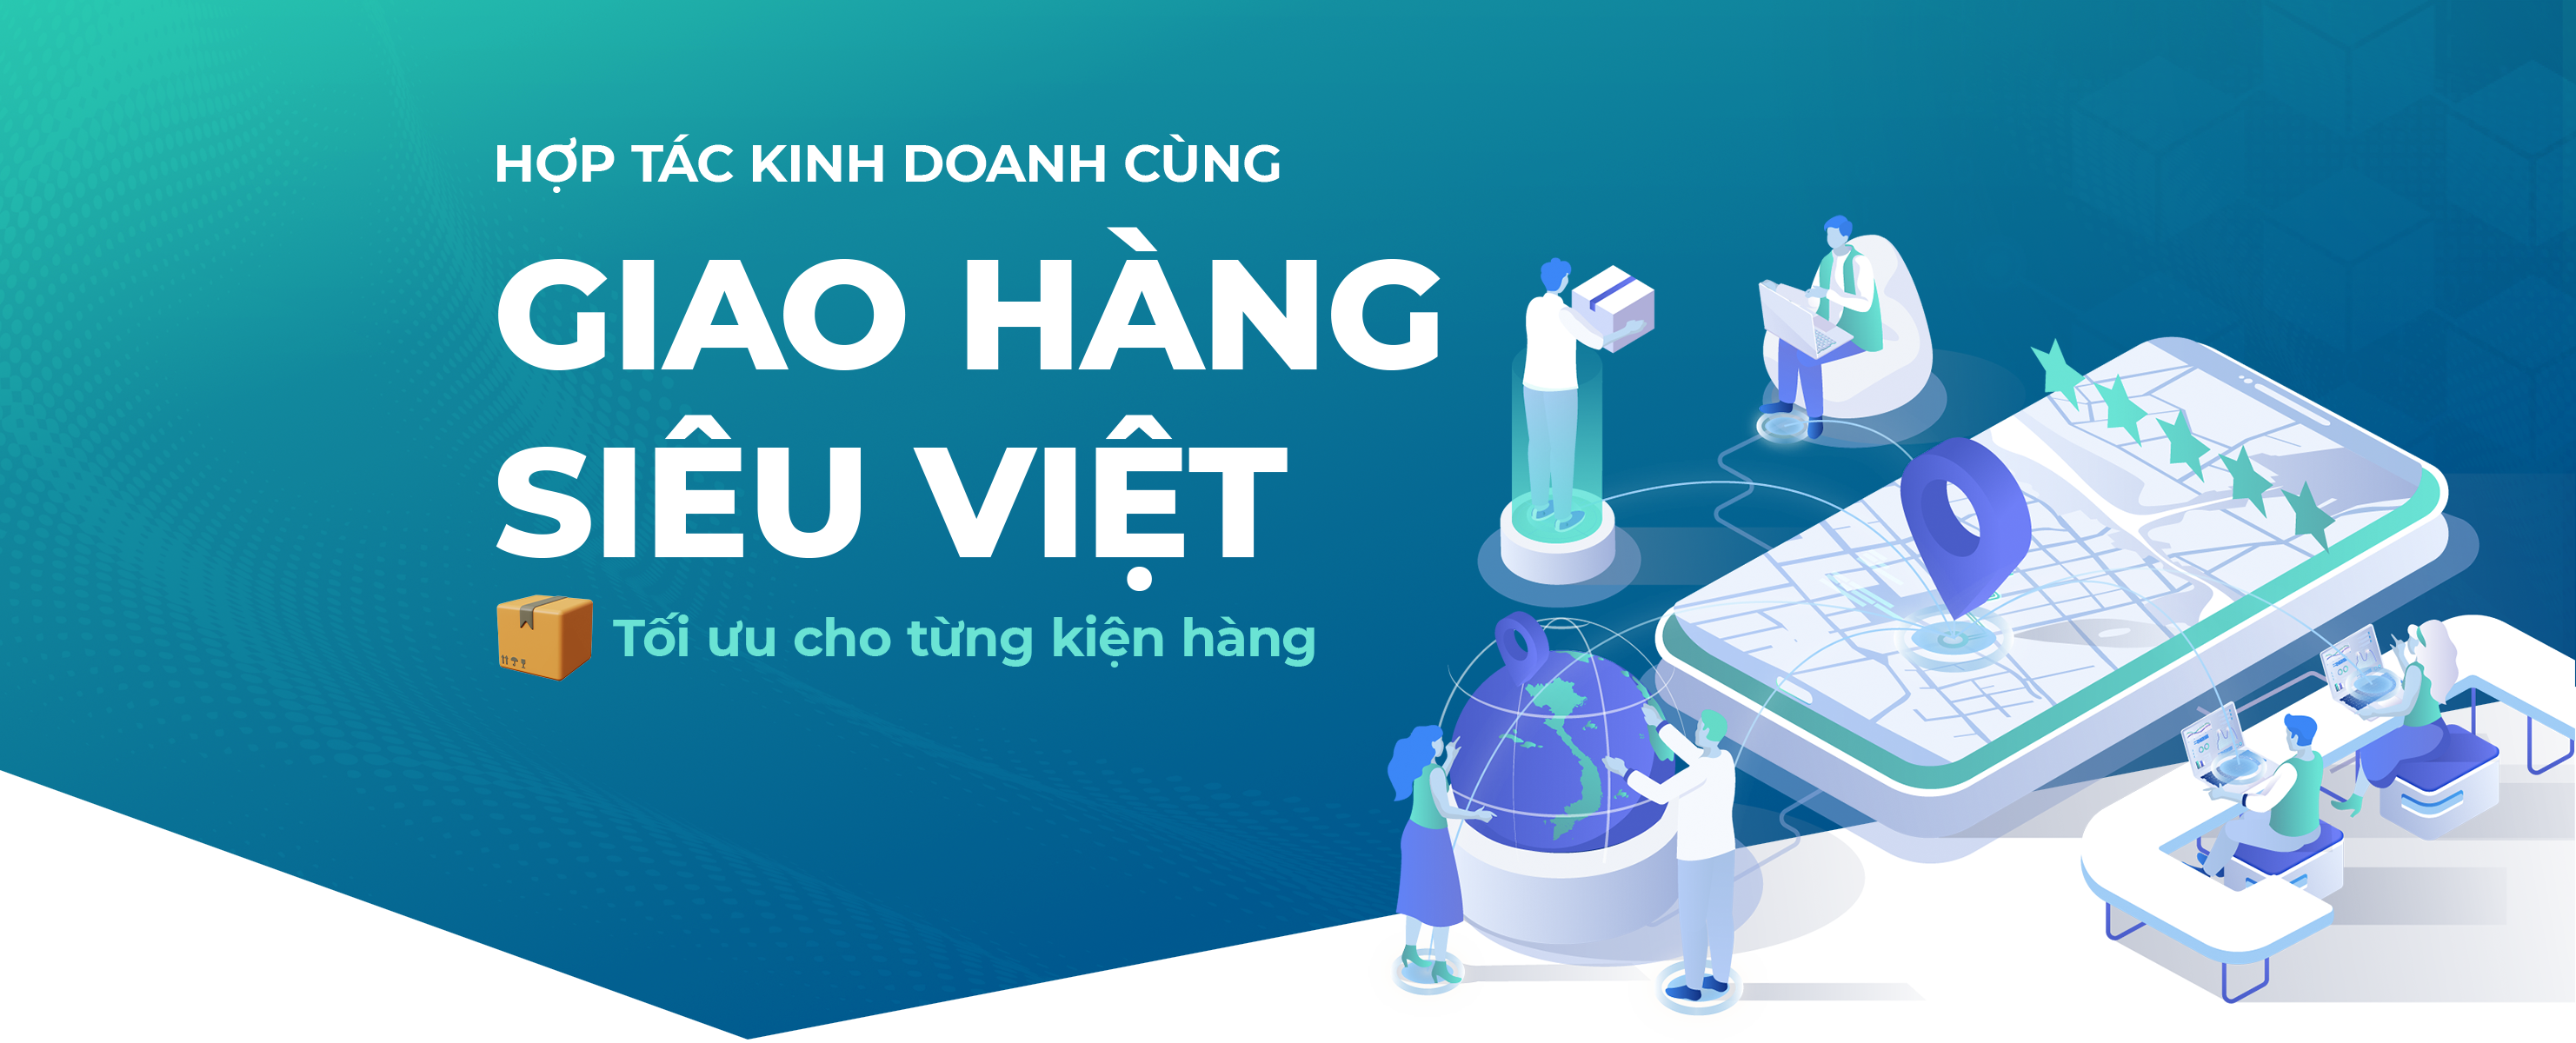 HỢP TÁC KINH DOANH CÙNG
GIAO HÀNG
SIÊU VIỆT
Tối ưu cho từng kiện hàng